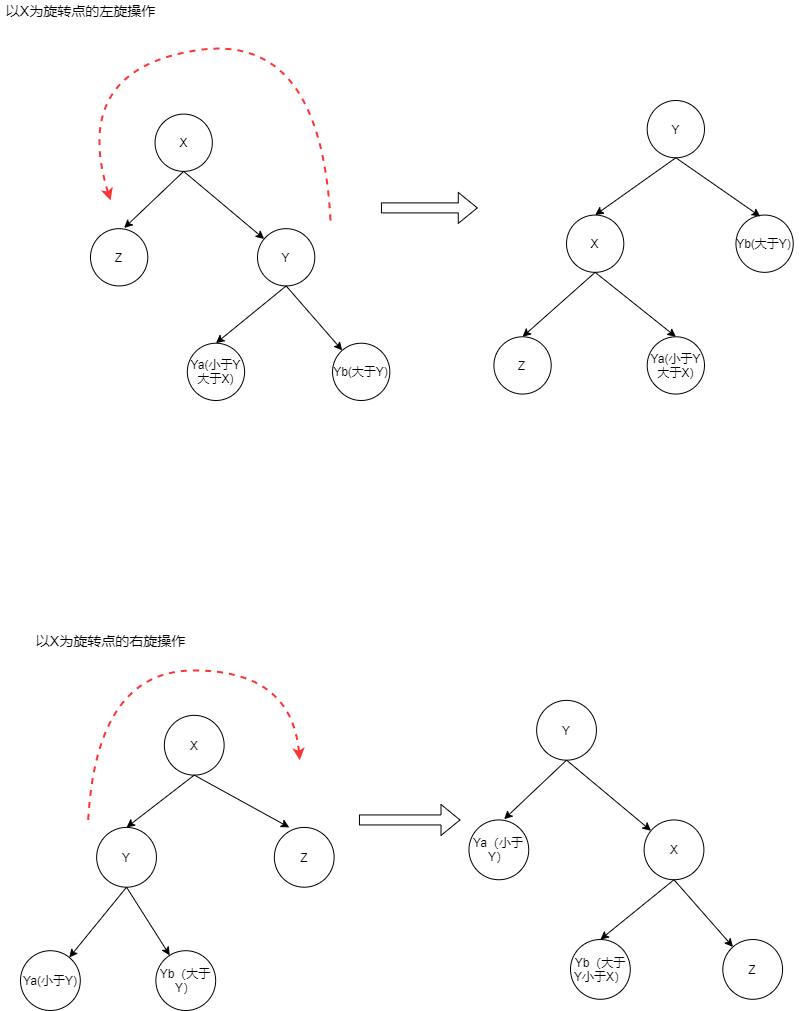 以X为旋转点的左旋操作
X
Y
Z
Y
X
Yb(大于Y)
Ya(小于Y
大于X)
Yb(大于Y)
Z
Ya(小于Y
大于X)
以X为旋转点的右旋操作
X
Y
Y
Z
Ya（小于
Y）
X
Ya(小于Y)
Yb（大于
Y）
Yb（大于
Y小于X）
Z